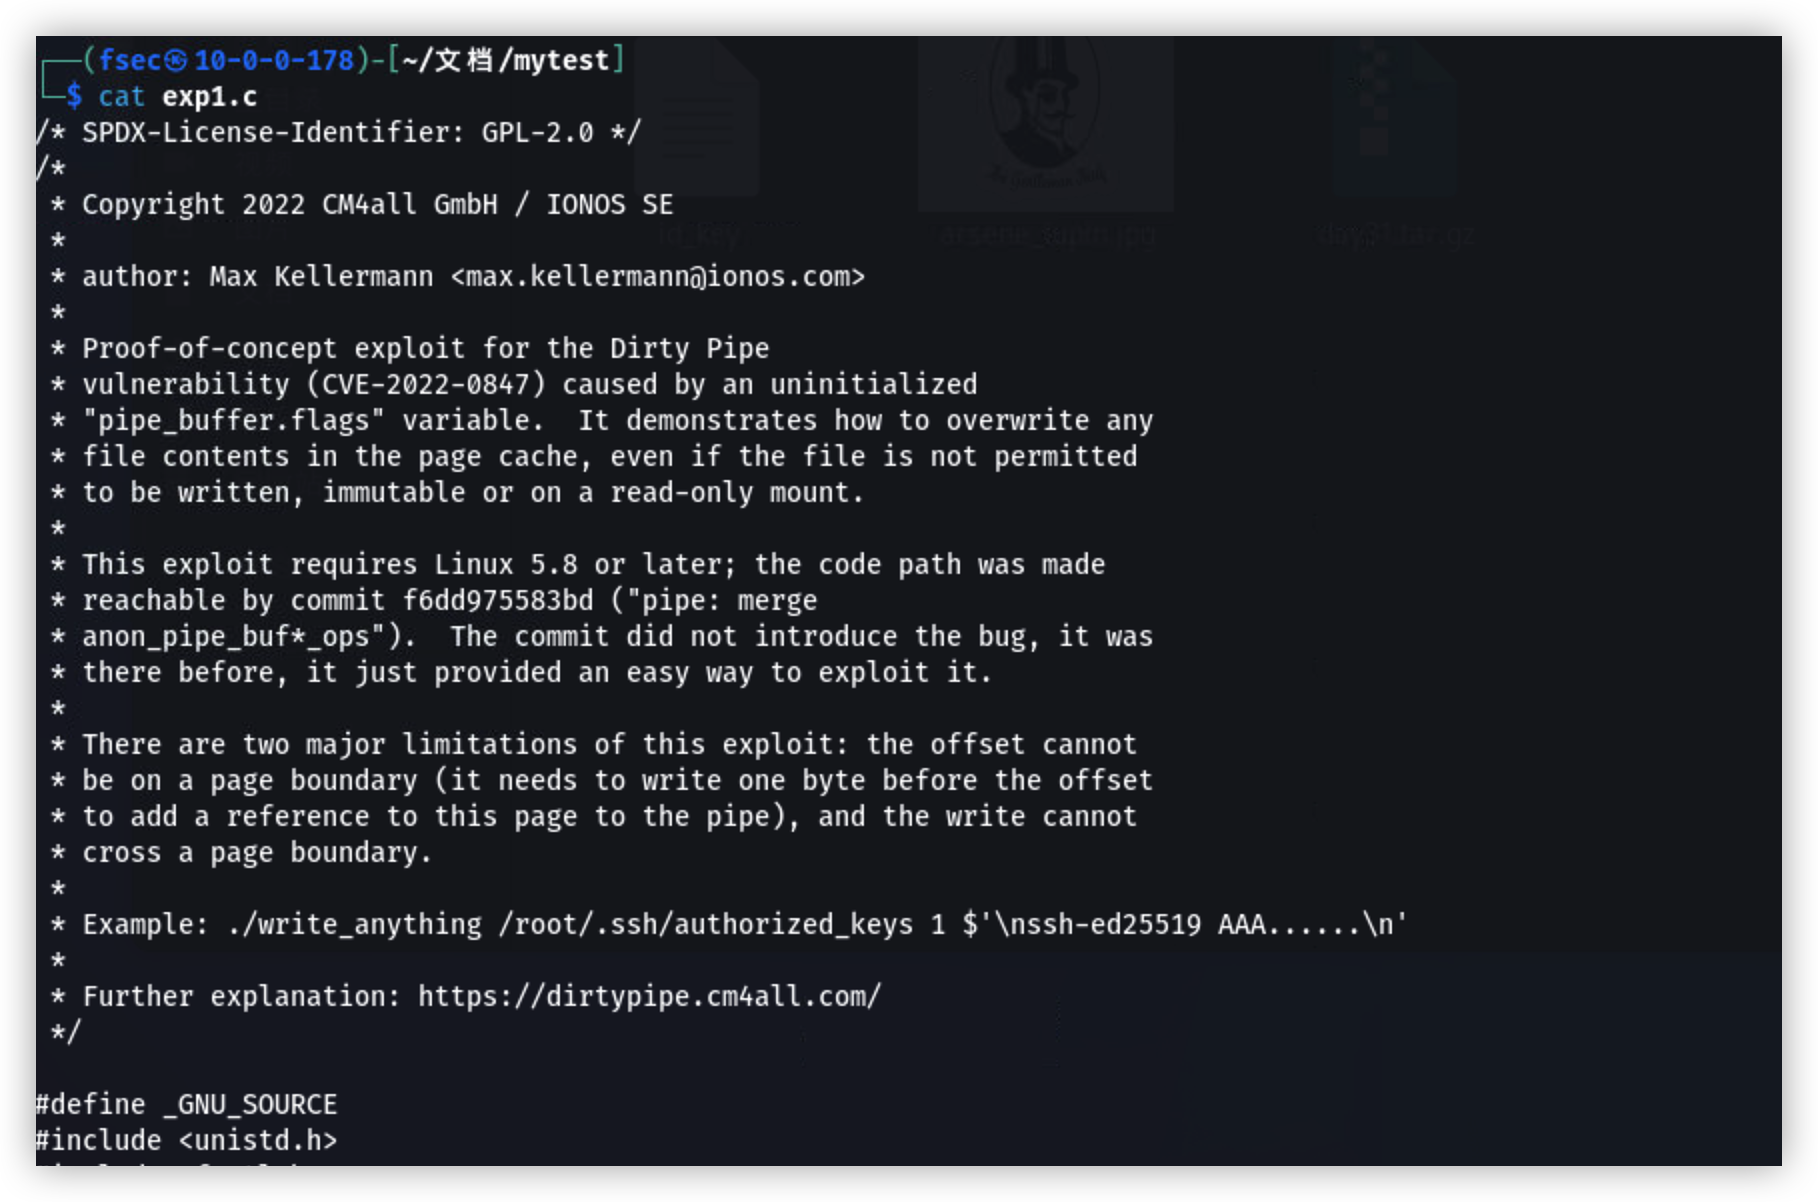 ┌──(fsec㉿10-0-0-178)-[~/文档/mytest]
└─$ cat exp1.c
/* SPDX-License-Identifier: GPL-2.0 */
/*
 * Copyright 2022 CM4all GmbH / IONOS SE
 *
 * author: Max Kellermann <max.kellermann@ionos.com>
 *
 * Proof-of-concept exploit for the Dirty Pipe
 * vulnerability (CVE-2022-0847) caused by an uninitialized
 * "pipe_buffer.flags" variable.  It demonstrates how to overwrite any
 * file contents in the page cache, even if the file is not permitted
 * to be written, immutable or on a read-only mount.
 *
 * This exploit requires Linux 5.8 or later; the code path was made
 * reachable by commit f6dd975583bd ("pipe: merge
 * anon_pipe_buf*_ops").  The commit did not introduce the bug, it was
 * there before, it just provided an easy way to exploit it.
 *
 * There are two major limitations of this exploit: the offset cannot
 * be on a page boundary (it needs to write one byte before the offset
 * to add a reference to this page to the pipe), and the write cannot
 * cross a page boundary.
 *
 * Example: ./write_anything /root/.ssh/authorized_keys 1 $'\nssh-ed25519 AAA......\n'
 *
 * Further explanation: https://dirtypipe.cm4all.com/
 */

#define _GNU_SOURCE
#include <unistd.h>
id_key
day31.tar.gz